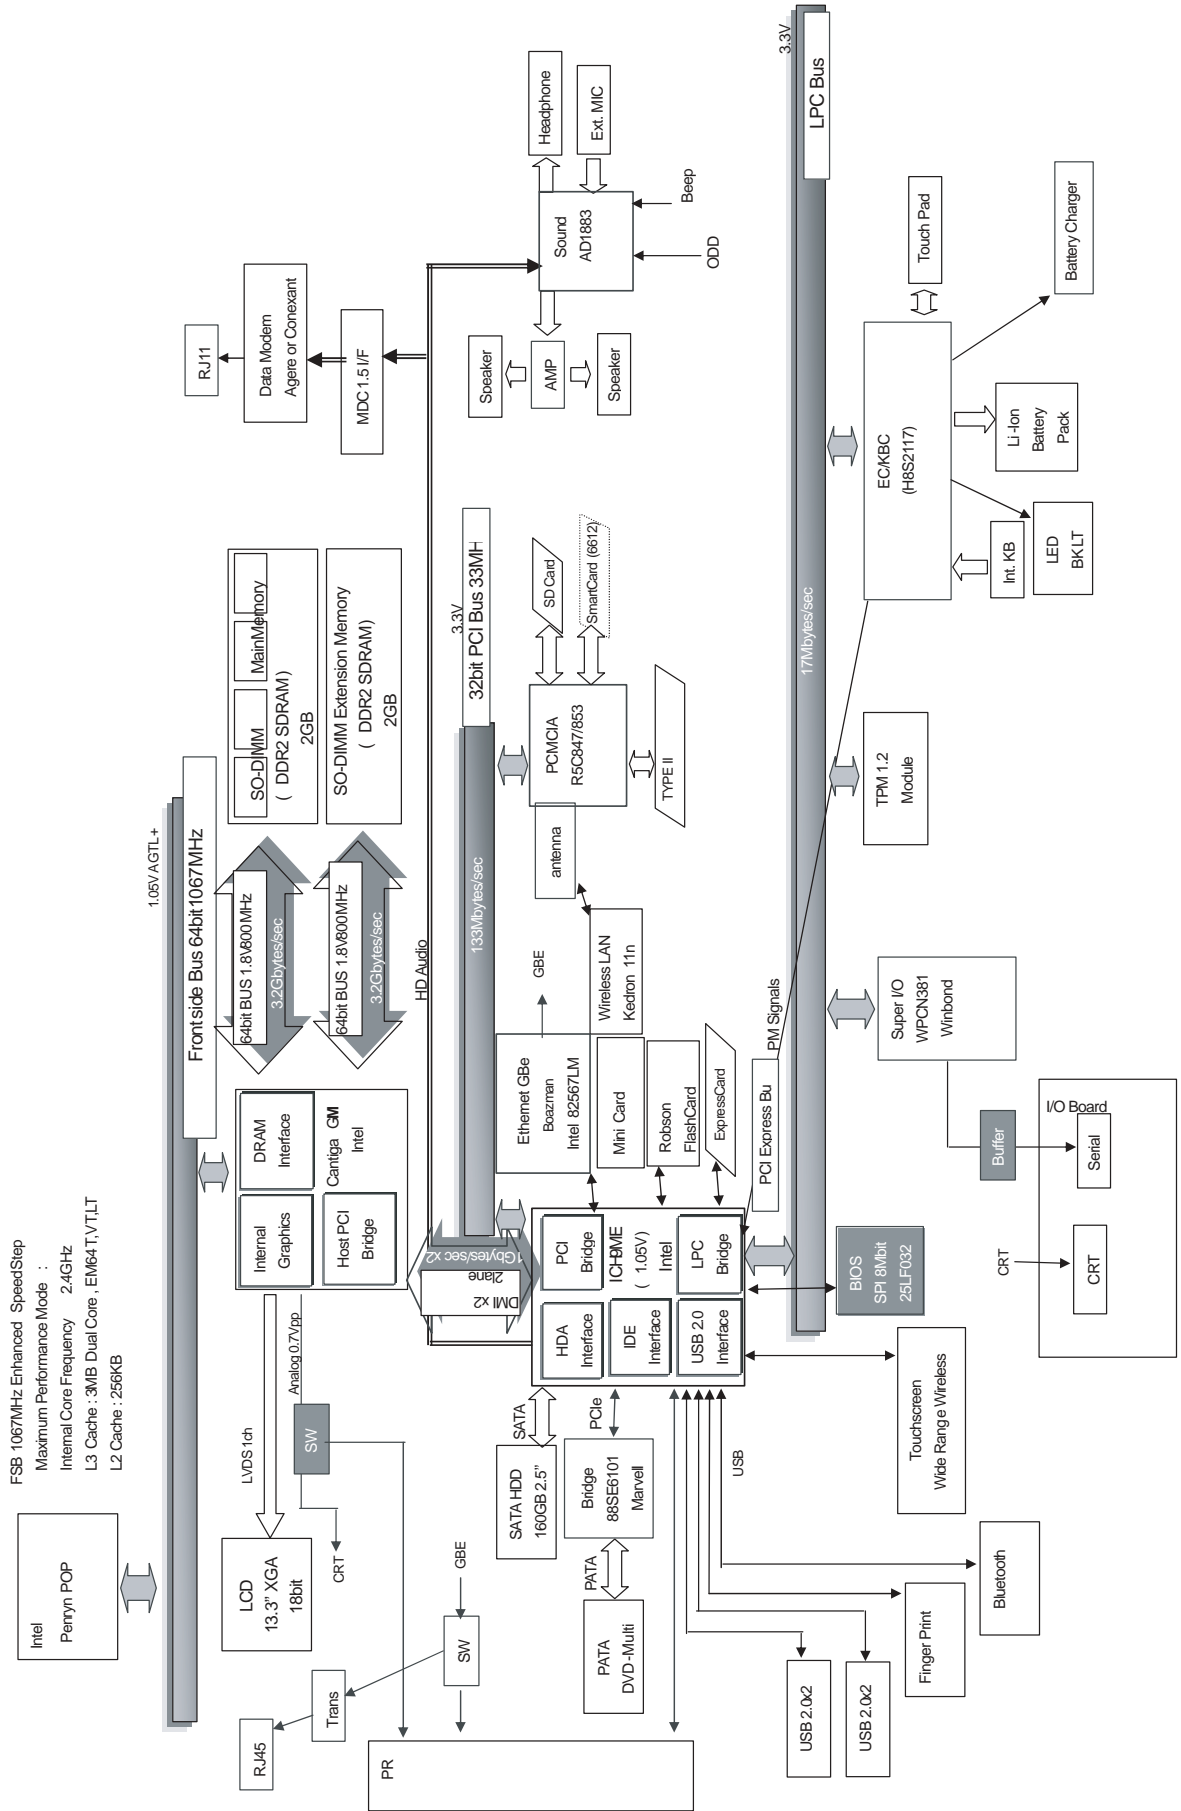 Intel
Penryn POP
FSB 1067MHz Enhanced SpeedStep
Maximum Performance Mode :
Internal Core Frequency 2.4GHz
L3 Cache : 3MB Dual Core , EM64T,VT,LT
L2 Cache : 256KB
1.05V AGTL+
Frontside Bus 64bit 1067MHz
LCD
13.3" XGA
18bit
LVDS 1ch
Analog 0.7Vpp
SW
CRT
Internal
Graphics
DRAM
Interface
Host PCI
Bridge
Cantiga GM
Intel
64bit BUS 1.8V800MHz
3.2Gbytes/sec
64bit BUS 1.8V800MHz
3.2Gbytes/sec
SO-DIMM MainMemory
( DDR2 SDRAM)
2GB
SO-DIMM Extension Memory
( DDR2 SDRAM)
2GB
RJ11
Data Modem
Agere or Conexant
MDC 1.5 I/F
HD Audio
RJ45
Trans
SW
GBE
PR
DMI x2
2lane
1Gbytes/sec x2
133Mbytes/sec
3.3V
32bit PCI Bus 33MH
Speaker
AMP
Speaker
Sound
AD1883
Headphone
Ext. MIC
Beep
ODD
SATA HDD
160GB 2.5"
SATA
Bridge
88SE6101
Marvell
PCIe
PATA
PATA
DVD -Multi
HDA
Interface
PCI
Bridge
IDE
Interface
( 1.05V)
Intel
USB 2.0
Interface
LPC
Bridge
Ethernet GBe
Boazman
Intel 82567LM
GBE
Wireless LAN
Kedron 11n
antenna
Mini Card
Robson
FlashCard
ExpressCard
PCI Express Bu
PM Signals
PCMCIA
R5C847/853
SD Card
SmartCard (6612)
TYPE II
3.3V
LPC Bus
17Mbytes/sec
USB
USB 2.0x2
USB 2.0x2
Finger Print
Bluetooth
Touchscreen
Wide Range Wireless
BIOS
SPI 8Mbit
25LF032
Super I/O
WPCN381
Winbond
TPM 1.2
Module
EC/KBC
(H8S2117)
Touch Pad
Int. KB
LED
BKLT
Li -Ion
Battery
Pack
Battery Charger
Buffer
I/O Board
Serial
CRT
CRT